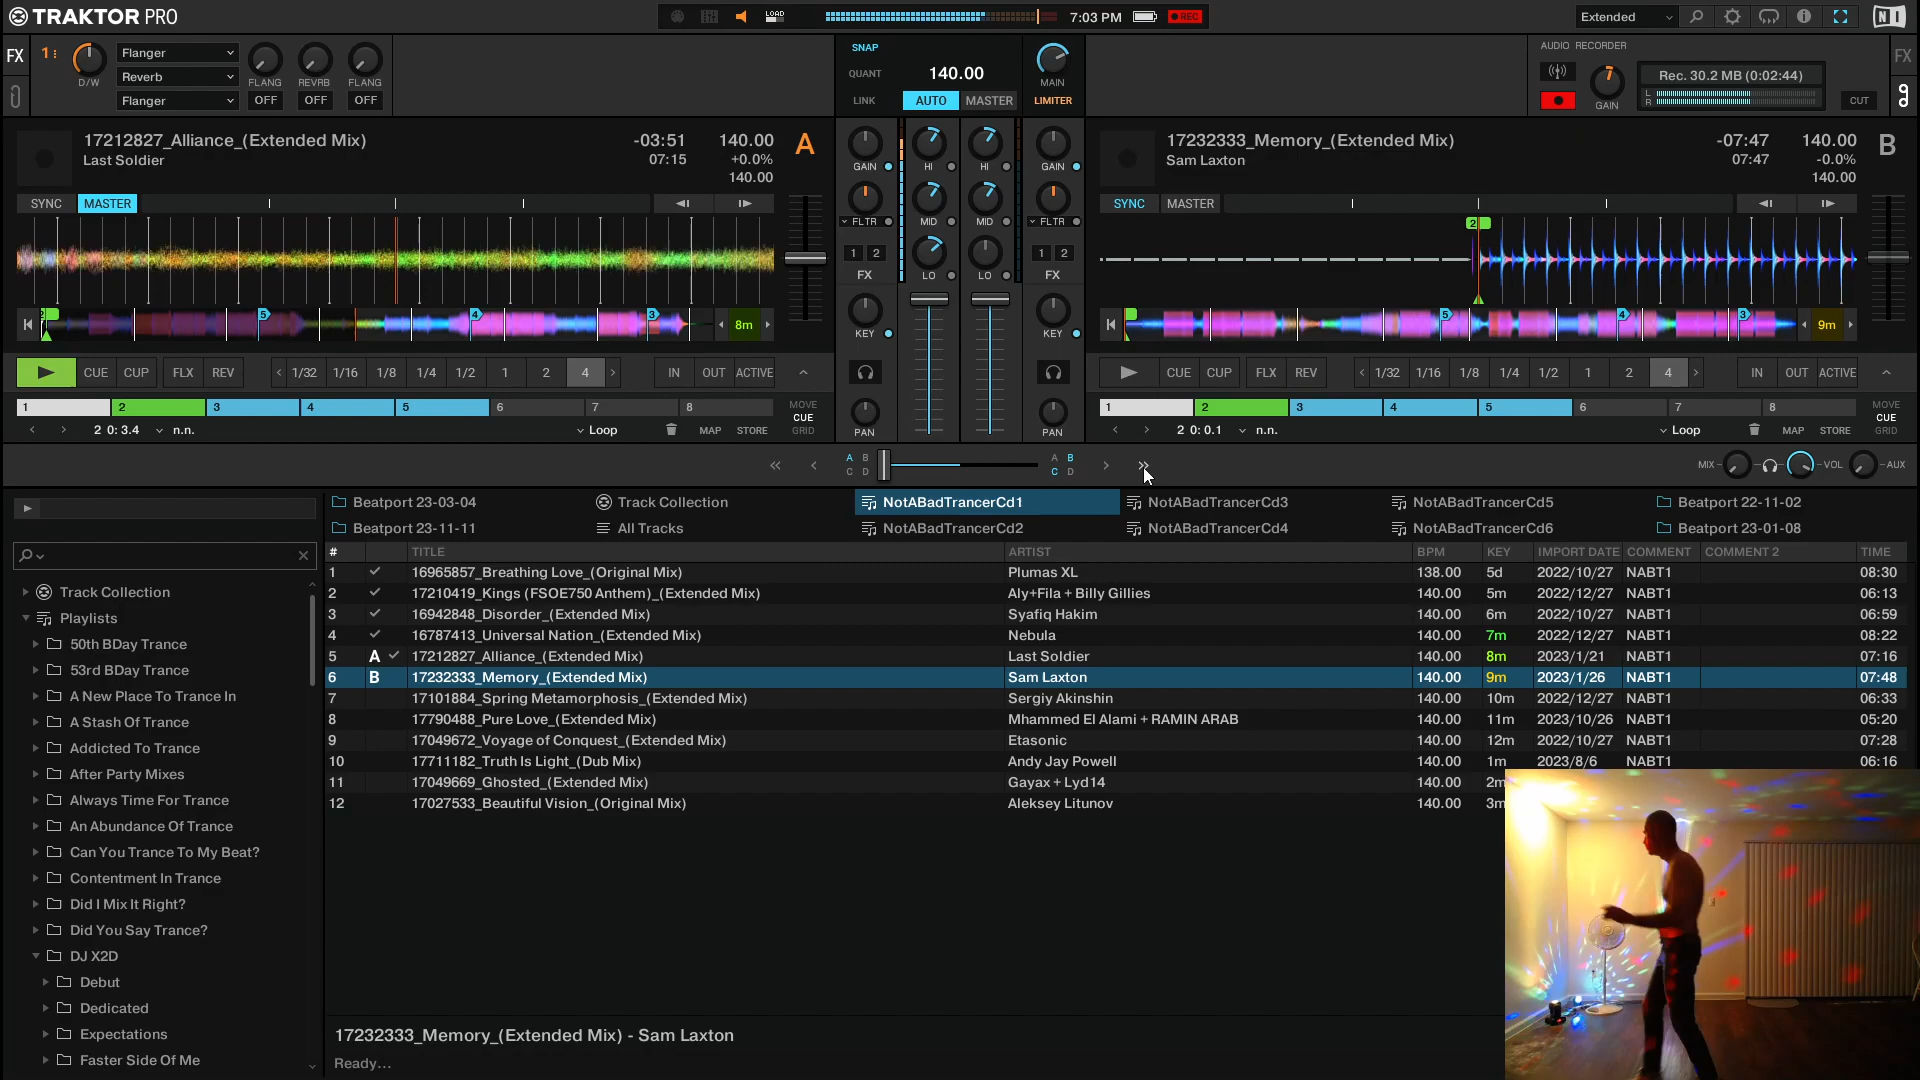 TRAKTOR PRO
LOAD
7:03 PM
REC
Extended
FX
1
D/W
Flanger
Reverb
Flanger
FLANG
REVRB
FLANG
OFF
OFF
OFF
SNAP
QUANT
LINK
140.00
AUTO
MASTER
MAIN
LIMITER
AUDIO RECORDER
GAIN
Rec. 30.2 MB (0:02:44)
L
R
CUT
FX
17212827_Alliance_(Extended Mix)
Last Soldier
-03:51
07:15
140.00
+0.0%
140.00
A
SYNC
MASTER
5
4
3
8m
CUE
CUP
FLX
REV
1/32
1/16
1/8
1/4
1/2
1
2
4
IN
OUT
ACTIVE
1
2
3
4
5
6
7
8
MOVE
CUE
GRID
2 0: 3.4
n.n.
Loop
MAP
STORE
GAIN
HI
HI
GAIN
FLTR
MID
MID
FLTR
1
2
LO
LO
1
2
FX
FX
KEY
KEY
PAN
PAN
17232333_Memory_(Extended Mix)
Sam Laxton
-07:47
07:47
140.00
-0.0%
140.00
B
SYNC
MASTER
2
5
4
3
9m
CUE
CUP
FLX
REV
1/32
1/16
1/8
1/4
1/2
1
2
4
IN
OUT
ACTIVE
1
2
3
4
5
6
7
8
MOVE
CUE
GRID
2 0: 0.1
n.n.
Loop
MAP
STORE
A B
C D
A B
C D
MIX
VOL
AUX
Beatport 23-03-04
Track Collection
NotABadTrancerCd1
NotABadTrancerCd3
NotABadTrancerCd5
Beatport 22-11-02
Beatport 23-11-11
All Tracks
NotABadTrancerCd2
NotABadTrancerCd4
NotABadTrancerCd6
Beatport 23-01-08
Track Collection
Playlists
50th BDay Trance
53rd BDay Trance
A New Place To Trance In
A Stash Of Trance
Addicted To Trance
After Party Mixes
Always Time For Trance
An Abundance Of Trance
Can You Trance To My Beat?
Contentment In Trance
Did I Mix It Right?
Did You Say Trance?
DJ X2D
Debut
Dedicated
Expectations
Faster Side Of Me
# TITLE ARTIST BPM KEY IMPORT DATE COMMENT COMMENT 2 TIME
1 16965857_Breathing Love_(Original Mix) Plumas XL 138.00 5d 2022/10/27 NABT1 08:30
2 17210419_Kings (FSOE750 Anthem)_(Extended Mix) Aly+Fila + Billy Gillies 140.00 5m 2022/12/27 NABT1 06:13
3 16942848_Disorder_(Extended Mix) Syafiq Hakim 140.00 6m 2022/10/27 NABT1 06:59
4 16787413_Universal Nation_(Extended Mix) Nebula 140.00 7m 2022/12/27 NABT1 08:22
5 A 17212827_Alliance_(Extended Mix) Last Soldier 140.00 8m 2023/1/21 NABT1 07:16
6 B 17232333_Memory_(Extended Mix) Sam Laxton 140.00 9m 2023/1/26 NABT1 07:48
7 17101884_Spring Metamorphosis_(Extended Mix) Sergiy Akinshin 140.00 10m 2022/12/27 NABT1 06:33
8 17790488_Pure Love_(Extended Mix) Mhammed El Alami + RAMIN ARAB 140.00 11m 2023/10/26 NABT1 05:20
9 17049672_Voyage of Conquest_(Extended Mix) Etasonic 140.00 12m 2022/10/27 NABT1 07:28
10 17711182_Truth Is Light_(Dub Mix) Andy Jay Powell 140.00 1m 2023/8/6 NABT1 06:16
11 17049669_Ghosted_(Extended Mix) Gayax + Lyd14 140.00 2m
12 17027533_Beautiful Vision_(Original Mix) Aleksey Litunov 140.00 3m
17232333_Memory_(Extended Mix) - Sam Laxton
Ready...